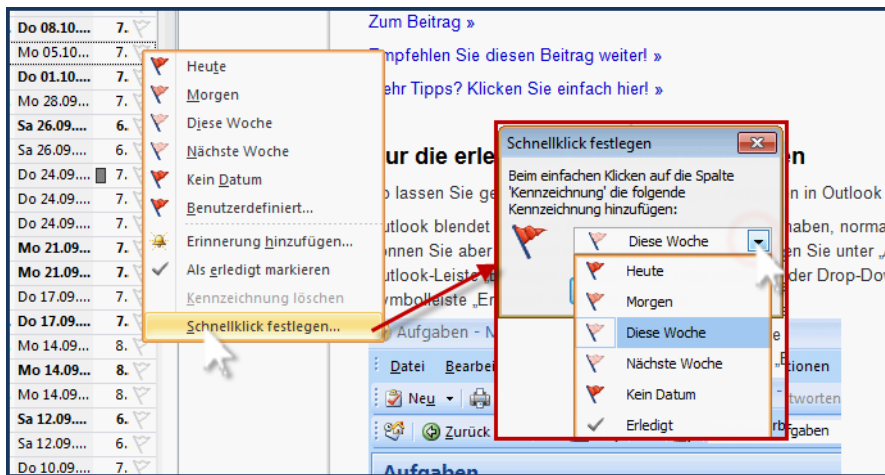 Do 08.10.... 7.
Mo 05.10... 7.
Do 01.10.... 7.
Mo 28.09... 7.
Sa 26.09.... 6.
Sa 26.09.... 6.
Do 24.09.... 7.
Do 24.09.... 7.
Do 24.09.... 7.
Mo 21.09... 7.
Mo 21.09... 7.
Do 17.09.... 7.
Do 17.09.... 7.
Mo 14.09... 8.
Mo 14.09... 8.
Mo 14.09... 8.
Sa 12.09.... 6.
Sa 12.09.... 6.
Do 10.09.... 7.
Heute
Morgen
Diese Woche
Nächste Woche
Kein Datum
Benutzerdefiniert...
Erinnerung hinzufügen...
Als erledigt markieren
Kennzeichnung löschen
Schnellklick festlegen...
Zum Beitrag »
mpfehlen Sie diesen Beitrag weiter! »
ehr Tipps? Klicken Sie einfach hier! »
ur die erle
n
lassen Sie ge
n in Outlook
utlook blendet
haben, norma
nnen Sie aber
en Sie unter „
utlook-Leiste
der Drop-Dov
ymbolleiste „Er
Schnellklick festlegen
Beim einfachen Klicken auf die Spalte
'Kennzeichnung' die folgende
Kennzeichnung hinzufügen:
Diese Woche
Heute
Morgen
Diese Woche
Nächste Woche
Kein Datum
Erledigt
Aufgaben - N
Datei Bearbei
tionen
Neu
tworten
Zurück
gaben
Aufgaben